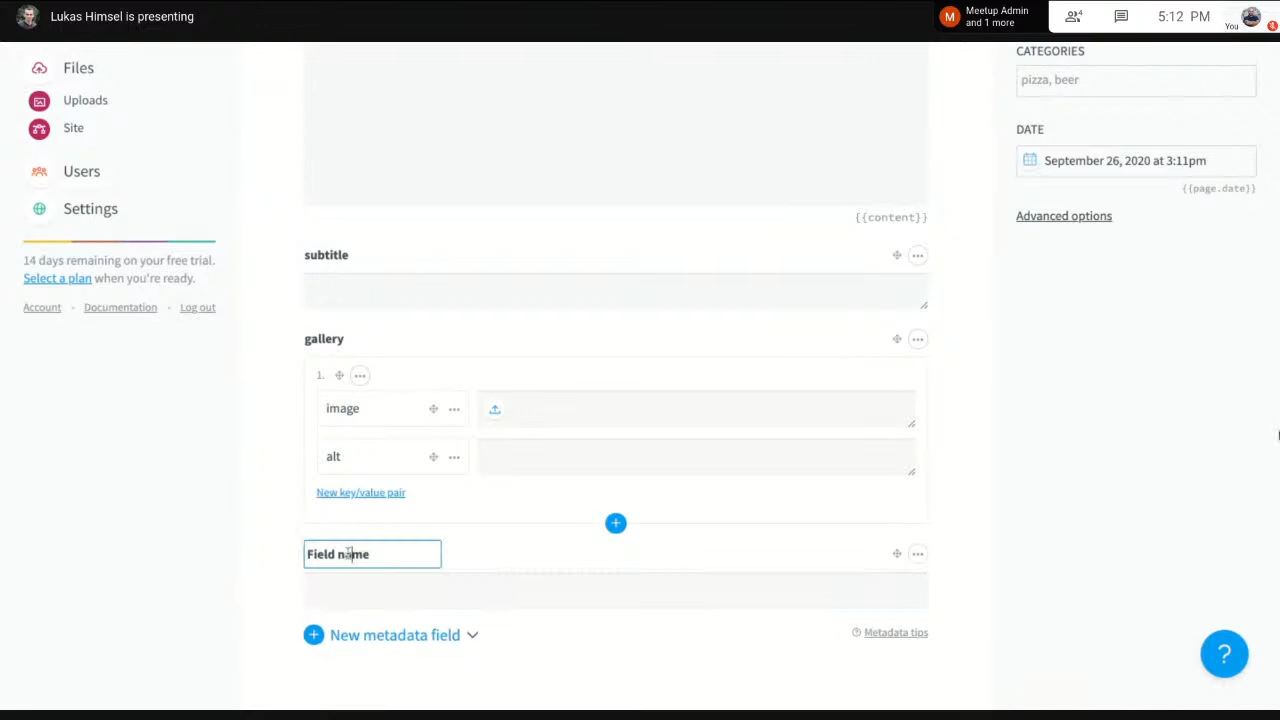 Lukas Himsel is presenting
M
Meetup Admin
and 1 more
4
5:12 PM
You
Files
Uploads
Site
Users
Settings
14 days remaining on your free trial.
Select a plan when you're ready.
Account · Documentation · Log out
{{content}}
subtitle
gallery
1.
image
alt
New key/value pair
Field name
New metadata field
Metadata tips
CATEGORIES
pizza, beer
DATE
September 26, 2020 at 3:11pm
{{page.date}}
Advanced options
?